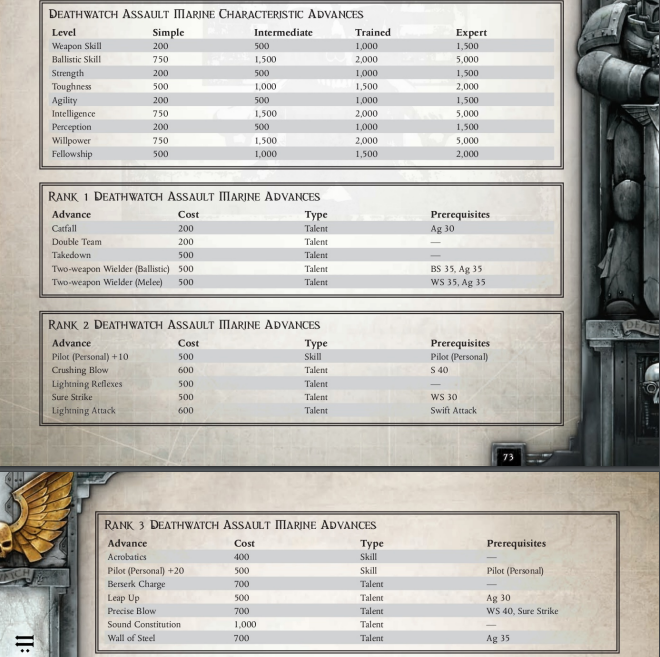 Deathwatch Assault Marine Characteristic Advances
Level Simple Intermediate Trained Expert
Weapon Skill 200 500 1,000 1,500
Ballistic Skill 750 1,500 2,000 5,000
Strength 200 500 1,000 1,500
Toughness 500 1,000 1,500 2,000
Agility 200 500 1,000 1,500
Intelligence 750 1,500 2,000 5,000
Perception 200 500 1,000 1,500
Willpower 750 1,500 2,000 5,000
Fellowship 500 1,000 1,500 2,000
Rank 1 Deathwatch Assault Marine Advances
Advance Cost Type Prerequisites
Catfall 200 Talent Ag 30
Double Team 200 Talent —
Takedown 500 Talent —
Two-weapon Wielder (Ballistic) 500 Talent BS 35, Ag 35
Two-weapon Wielder (Melee) 500 Talent WS 35, Ag 35
Rank 2 Deathwatch Assault Marine Advances
Advance Cost Type Prerequisites
Pilot (Personal) +10 500 Skill Pilot (Personal)
Crushing Blow 600 Talent S 40
Lightning Reflexes 500 Talent —
Sure Strike 500 Talent WS 30
Lightning Attack 600 Talent Swift Attack
73
Rank 3 Deathwatch Assault Marine Advances
Advance Cost Type Prerequisites
Acrobatics 400 Skill —
Pilot (Personal) +20 500 Skill Pilot (Personal)
Berserk Charge 700 Talent —
Leap Up 500 Talent Ag 30
Precise Blow 700 Talent WS 40, Sure Strike
Sound Constitution 1,000 Talent —
Wall of Steel 700 Talent Ag 35